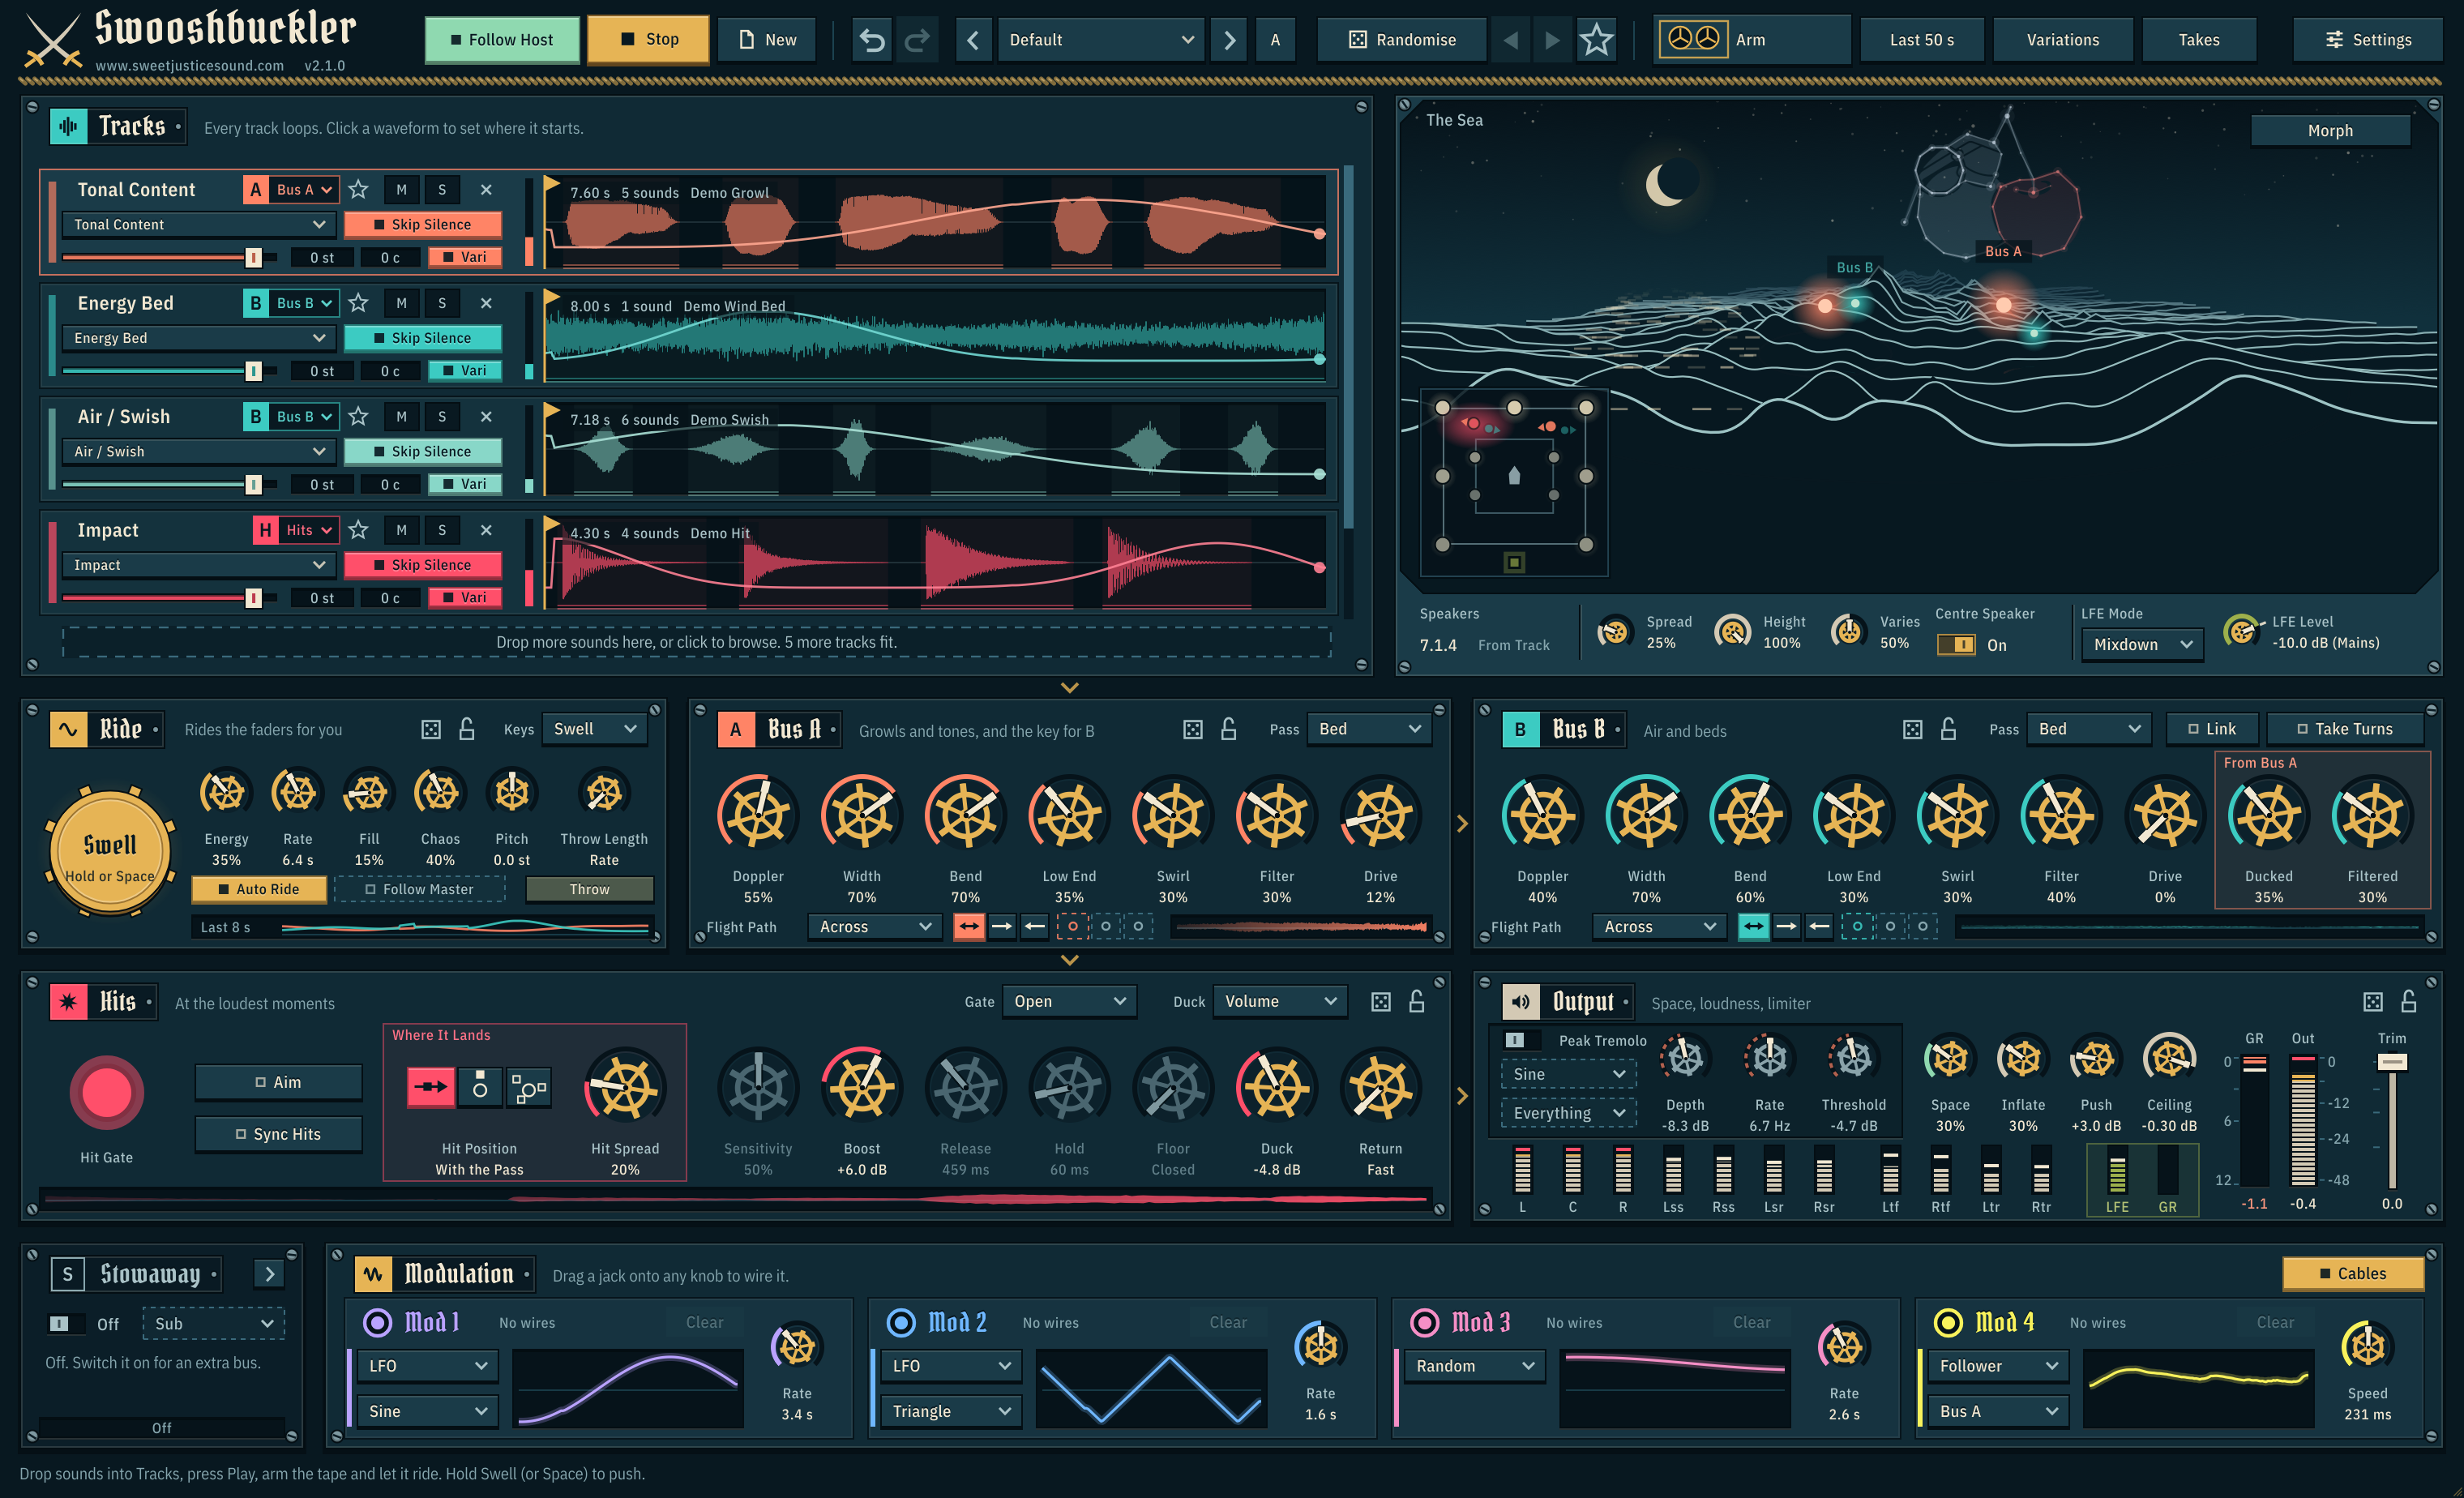 Swooshbuckler
www.sweetjusticesound.com v2.1.0
Follow Host
Stop
New
Default
A
Randomise
Arm
Last 50 s
Variations
Takes
Settings
Tracks
Every track loops. Click a waveform to set where it starts.
Tonal Content
A Bus A
M S
Tonal Content
Skip Silence
0 st 0 c Vari
7.60 s 5 sounds Demo Growl
Energy Bed
B Bus B
M S
Energy Bed
Skip Silence
0 st 0 c Vari
8.00 s 1 sound Demo Wind Bed
Air / Swish
B Bus B
M S
Air / Swish
Skip Silence
0 st 0 c Vari
7.18 s 6 sounds Demo Swish
Impact
H Hits
M S
Impact
Skip Silence
0 st 0 c Vari
4.30 s 4 sounds Demo Hit
Drop more sounds here, or click to browse. 5 more tracks fit.
The Sea
Morph
Bus A
Bus B
Speakers
7.1.4 From Track
Spread
25%
Height
100%
Varies
50%
Centre Speaker
On
LFE Mode
Mixdown
LFE Level
-10.0 dB (Mains)
Ride
Rides the faders for you
Keys Swell
Swell
Hold or Space
Energy Rate Fill Chaos Pitch Throw Length
35% 6.4 s 15% 40% 0.0 st Rate
Auto Ride
Follow Master
Throw
Last 8 s
A Bus A
Growls and tones, and the key for B
Pass Bed
Doppler Width Bend Low End Swirl Filter Drive
55% 70% 70% 35% 30% 30% 12%
Flight Path Across
B Bus B
Air and beds
Pass Bed
Link
Take Turns
From Bus A
Doppler Width Bend Low End Swirl Filter Drive Ducked Filtered
40% 70% 60% 30% 30% 40% 0% 35% 30%
Flight Path Across
Hits
At the loudest moments
Gate Open
Duck Volume
Hit Gate
Aim
Sync Hits
Where It Lands
Hit Position
With the Pass
Hit Spread
20%
Sensitivity Boost Release Hold Floor Duck Return
50% +6.0 dB 459 ms 60 ms Closed -4.8 dB Fast
Output
Space, loudness, limiter
Peak Tremolo
Sine
Everything
Depth Rate Threshold
-8.3 dB 6.7 Hz -4.7 dB
Space Inflate Push Ceiling
30% 30% +3.0 dB -0.30 dB
L C R Lss Rss Lsr Rsr Ltf Rtf Ltr Rtr LFE GR
GR Out Trim
0 0
-12
6
-24
12 -48
-1.1 -0.4 0.0
S Stowaway
Off Sub
Off. Switch it on for an extra bus.
Off
Modulation
Drag a jack onto any knob to wire it.
Cables
Mod 1
No wires
Clear
LFO
Sine
Rate
3.4 s
Mod 2
No wires
Clear
LFO
Triangle
Rate
1.6 s
Mod 3
No wires
Clear
Random
Rate
2.6 s
Mod 4
No wires
Clear
Follower
Bus A
Speed
231 ms
Drop sounds into Tracks, press Play, arm the tape and let it ride. Hold Swell (or Space) to push.